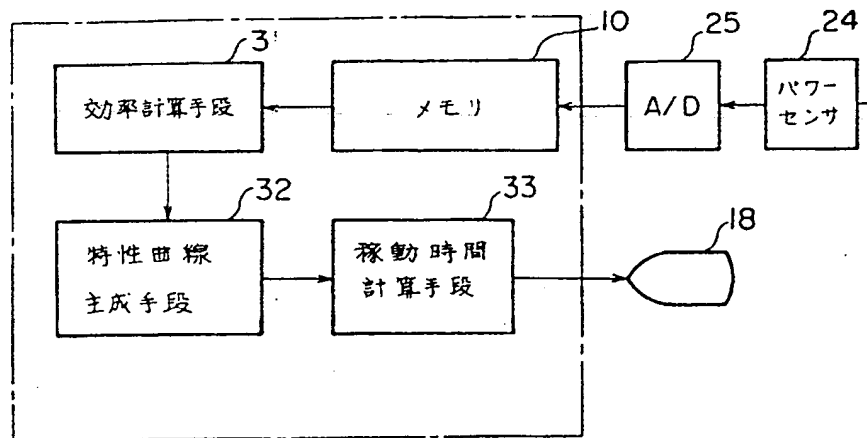 3
10
25
24
効率計算手段
メモリ
A/D
パワー
センサ
32
33
18
特性曲線
主成手段
稼動時間
計算手段